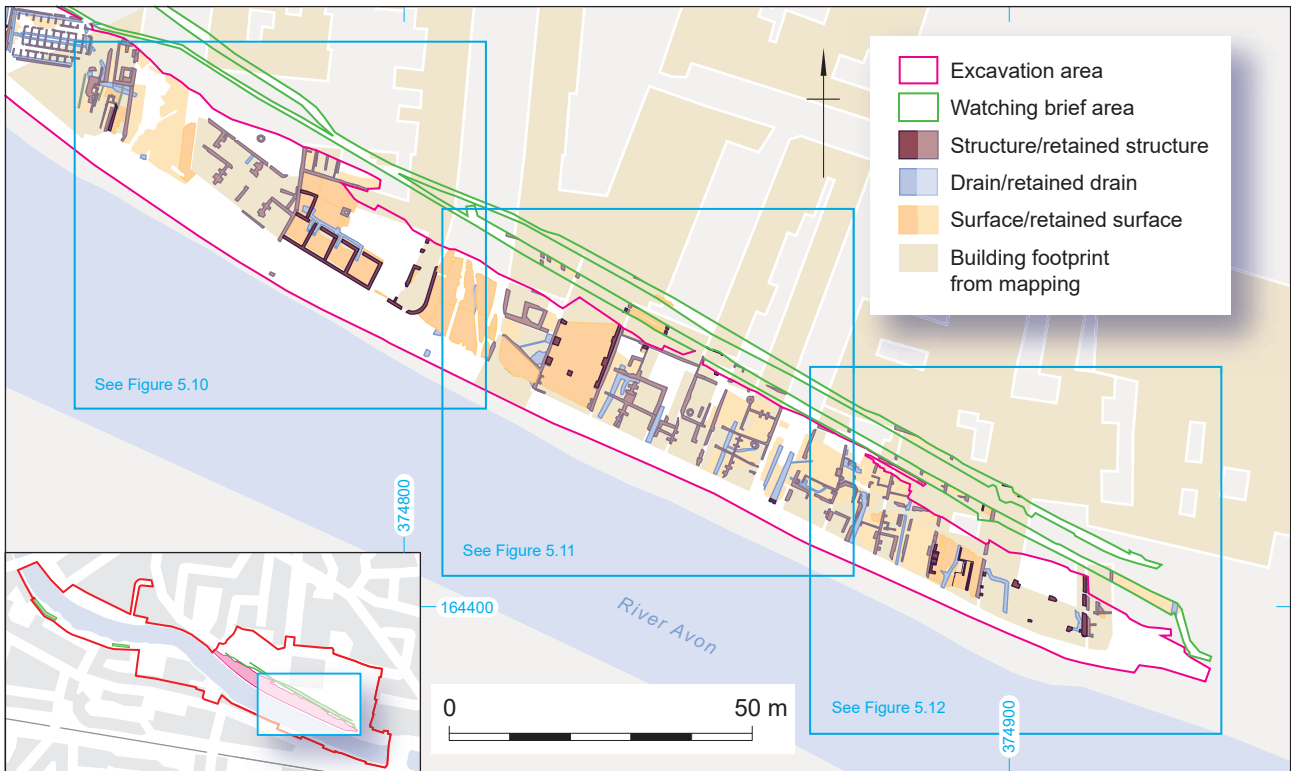 Excavation area
Watching brief area
Structure/retained structure
Drain/retained drain
Surface/retained surface
Building footprint
from mapping
See Figure 5.10
374800
See Figure 5.11
164400
River Avon
0 50 m
See Figure 5.12
374900